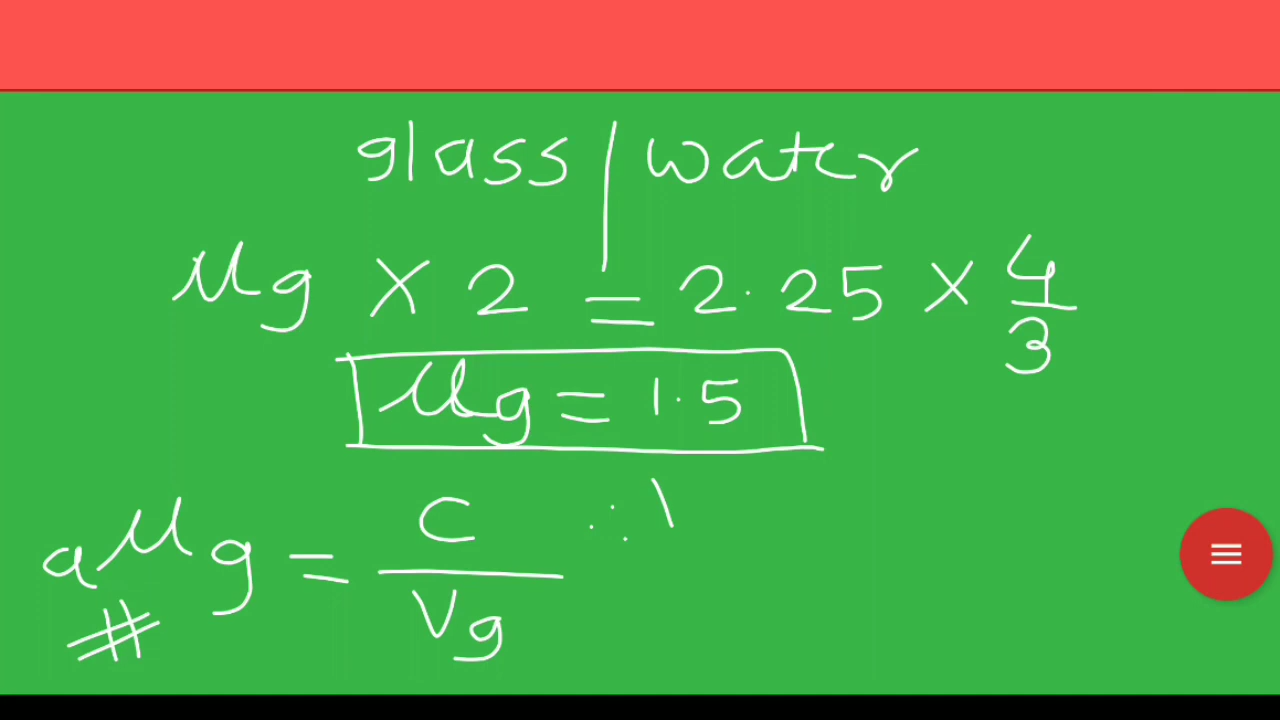 glass | water
μg × 2 = 2.25 × 4/3
μg = 1.5
aμg = C/Vg ∴ \
#